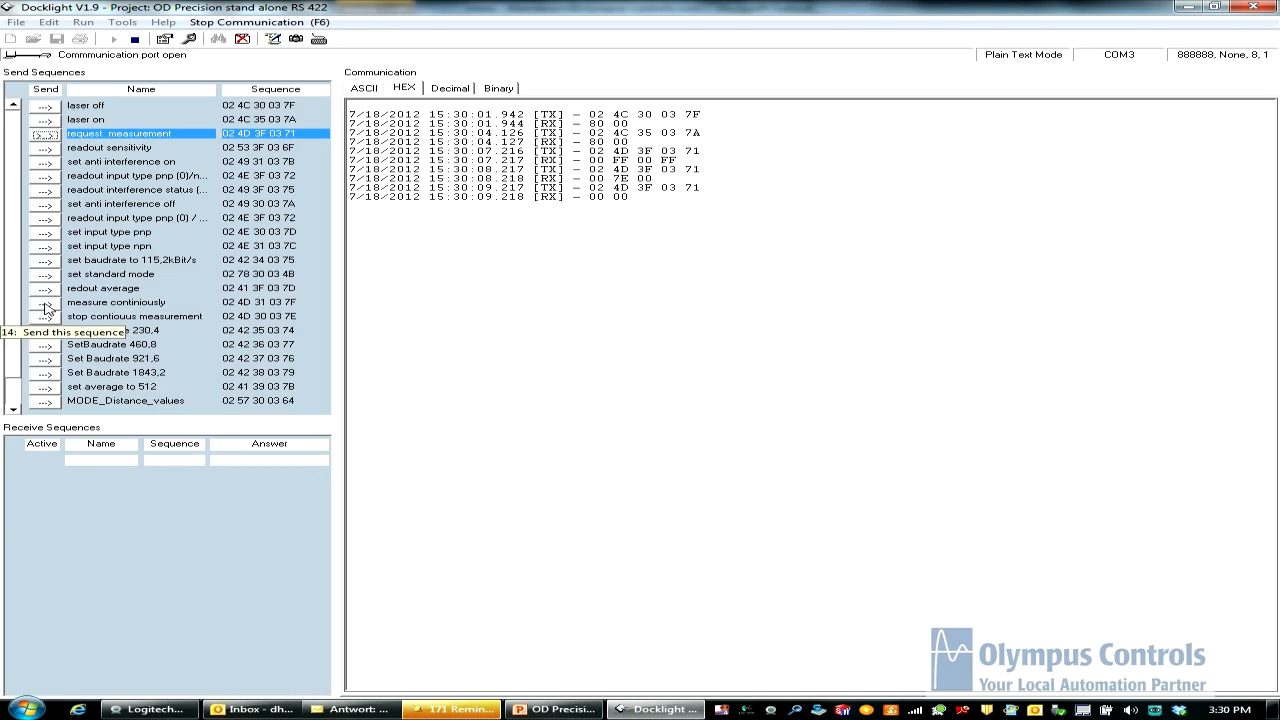 Docklight V1.9 - Project: OD Precision stand alone RS 422
File Edit Run Tools Help Stop Communication (F6)
Commmunication port open Plain Text Mode COM3 888888, None, 8, 1
Send Sequences
Send Name Sequence
---> laser off 02 4C 30 03 7F
---> laser on 02 4C 35 03 7A
request measurement 02 4D 3F 03 71
---> readout sensitivity 02 53 3F 03 6F
---> set anti interference on 02 49 31 03 7B
---> readout input type pnp (0)/n... 02 4E 3F 03 72
---> readout interference status (... 02 49 3F 03 75
---> set anti interference off 02 49 30 03 7A
---> readout input type pnp (0) / ... 02 4E 3F 03 72
---> set input type pnp 02 4E 30 03 7D
---> set input type npn 02 4E 31 03 7C
---> set baudrate to 115,2kBit/s 02 42 34 03 75
---> set standard mode 02 78 30 03 4B
---> redout average 02 41 3F 03 7D
measure continiously 02 4D 31 03 7F
---> stop contiouus measurement 02 4D 30 03 7E
14: Send this sequence 230,4 02 42 35 03 74
---> SetBaudrate 460,8 02 42 36 03 77
---> Set Baudrate 921,6 02 42 37 03 76
---> Set Baudrate 1843,2 02 42 38 03 79
---> set average to 512 02 41 39 03 7B
---> MODE_Distance_values 02 57 30 03 64
Receive Sequences
Active Name Sequence Answer
Communication
ASCII HEX Decimal Binary
7/18/2012 15:30:01.942 [TX] - 02 4C 30 03 7F
7/18/2012 15:30:01.944 [RX] - 80 00
7/18/2012 15:30:04.126 [TX] - 02 4C 35 03 7A
7/18/2012 15:30:04.127 [RX] - 80 00
7/18/2012 15:30:07.216 [TX] - 02 4D 3F 03 71
7/18/2012 15:30:07.217 [RX] - 00 FF 00 FF
7/18/2012 15:30:08.217 [TX] - 02 4D 3F 03 71
7/18/2012 15:30:08.218 [RX] - 00 7E 00
7/18/2012 15:30:09.217 [TX] - 02 4D 3F 03 71
7/18/2012 15:30:09.218 [RX] - 00 00
Olympus Controls
Your Local Automation Partner
Logitech... Inbox - dh... Antwort: ... 171 Remin... OD Precisi... Docklight ... 3:30 PM